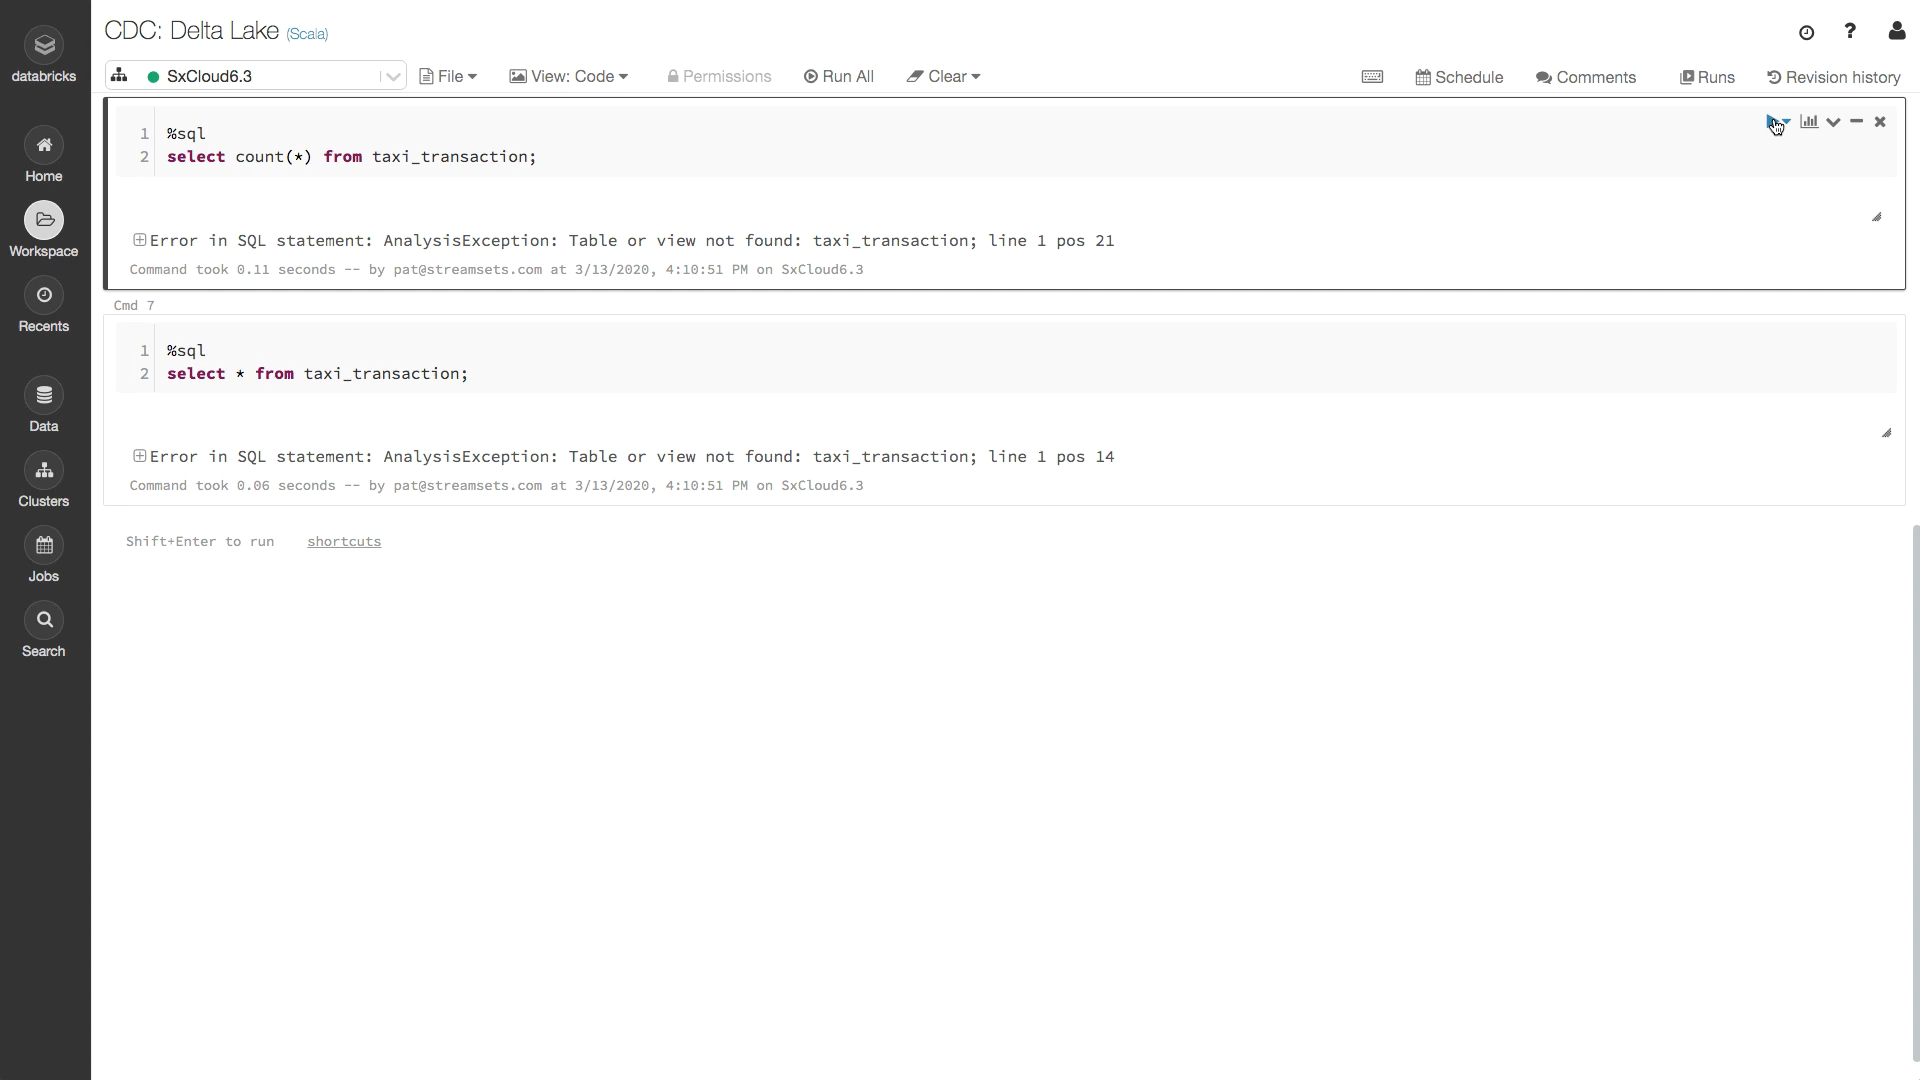 CDC: Delta Lake (Scala)
databricks
SxCloud6.3
File
View: Code
Permissions
Run All
Clear
Schedule
Comments
Runs
Revision history
Home
Workspace
Recents
Data
Clusters
Jobs
Search
1 %sql
2 select count(*) from taxi_transaction;
Error in SQL statement: AnalysisException: Table or view not found: taxi_transaction; line 1 pos 21
Command took 0.11 seconds -- by pat@streamsets.com at 3/13/2020, 4:10:51 PM on SxCloud6.3
Cmd 7
1 %sql
2 select * from taxi_transaction;
Error in SQL statement: AnalysisException: Table or view not found: taxi_transaction; line 1 pos 14
Command took 0.06 seconds -- by pat@streamsets.com at 3/13/2020, 4:10:51 PM on SxCloud6.3
Shift+Enter to run shortcuts